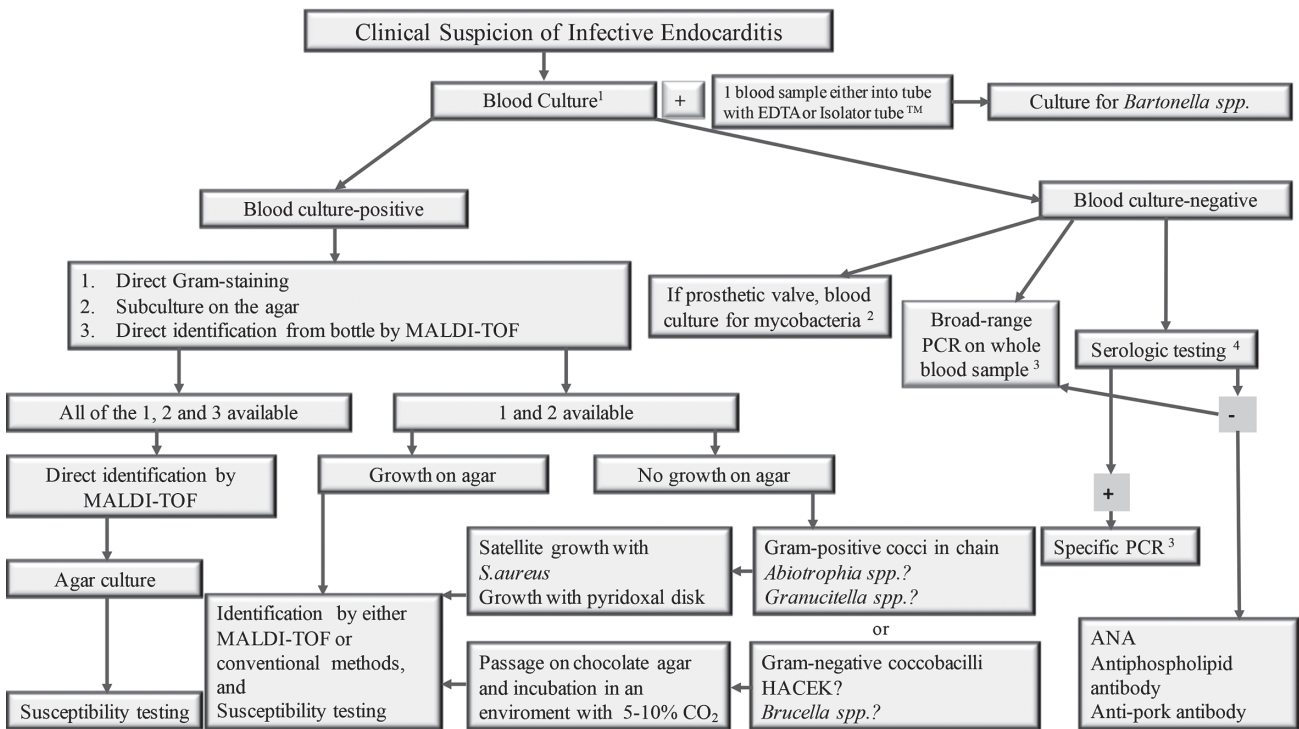 Clinical Suspicion of Infective Endocarditis
Blood Culture1
+
1 blood sample either into tube
with EDTA or Isolator tube TM
Culture for Bartonella spp.
Blood culture-positive
Blood culture-negative
1. Direct Gram-staining
2. Subculture on the agar
3. Direct identification from bottle by MALDI-TOF
If prosthetic valve, blood
culture for mycobacteria 2
Broad-range
PCR on whole
blood sample 3
Serologic testing 4
All of the 1, 2 and 3 available
1 and 2 available
-
Direct identification by
MALDI-TOF
Growth on agar
No growth on agar
+
Agar culture
Satellite growth with
S.aureus
Growth with pyridoxal disk
Gram-positive cocci in chain
Abiotrophia spp.?
Granucitella spp.?
Specific PCR 3
Identification by either
MALDI-TOF or
conventional methods,
and
Susceptibility testing
or
Passage on chocolate agar
and incubation in an
enviroment with 5-10% CO2
Gram-negative coccobacilli
HACEK?
Brucella spp.?
ANA
Antiphospholipid
antibody
Anti-pork antibody
Susceptibility testing